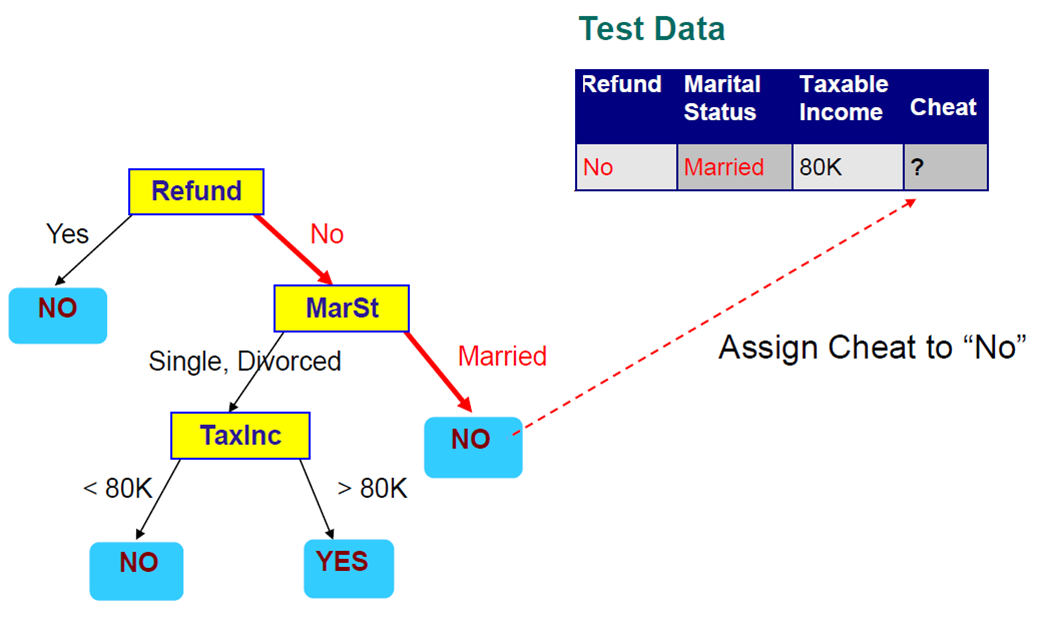 Test Data
Refund Marital Status Taxable Income Cheat
No Married 80K ?
Refund
Yes No
NO
MarSt
Single, Divorced Married
Assign Cheat to “No”
TaxInc
NO
< 80K > 80K
NO YES